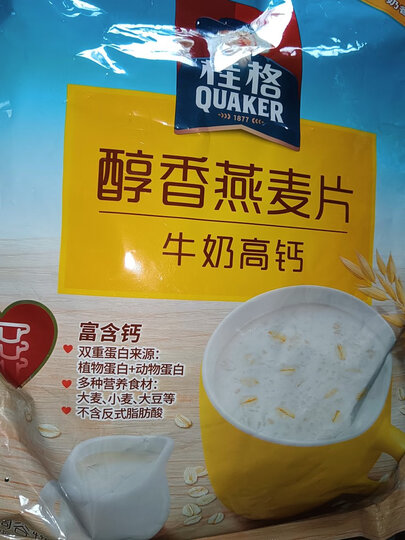 桂格
QUAKER
1877
醇香燕麦片
牛奶高钙
富含钙
双重蛋白来源:
植物蛋白+动物蛋白
多种营养食材:
大麦、小麦、大豆等
不含反式脂肪酸